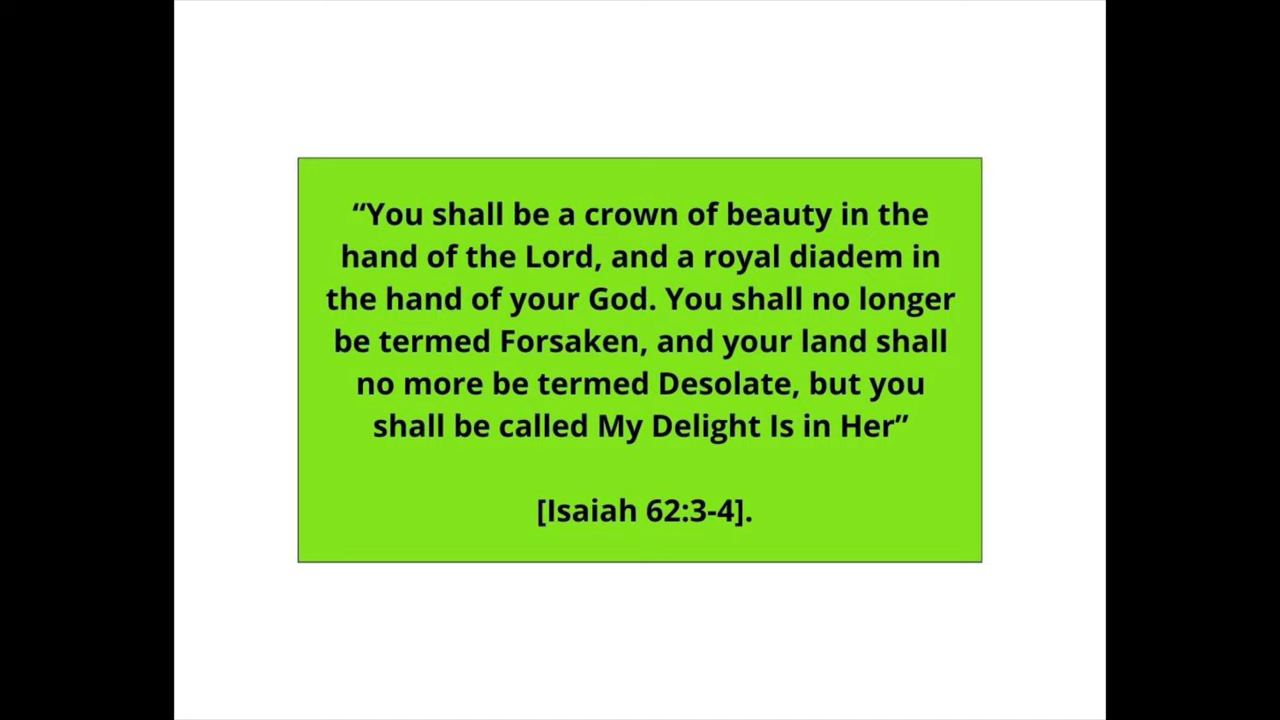 “You shall be a crown of beauty in the
hand of the Lord, and a royal diadem in
the hand of your God. You shall no longer
be termed Forsaken, and your land shall
no more be termed Desolate, but you
shall be called My Delight Is in Her”
[Isaiah 62:3-4].